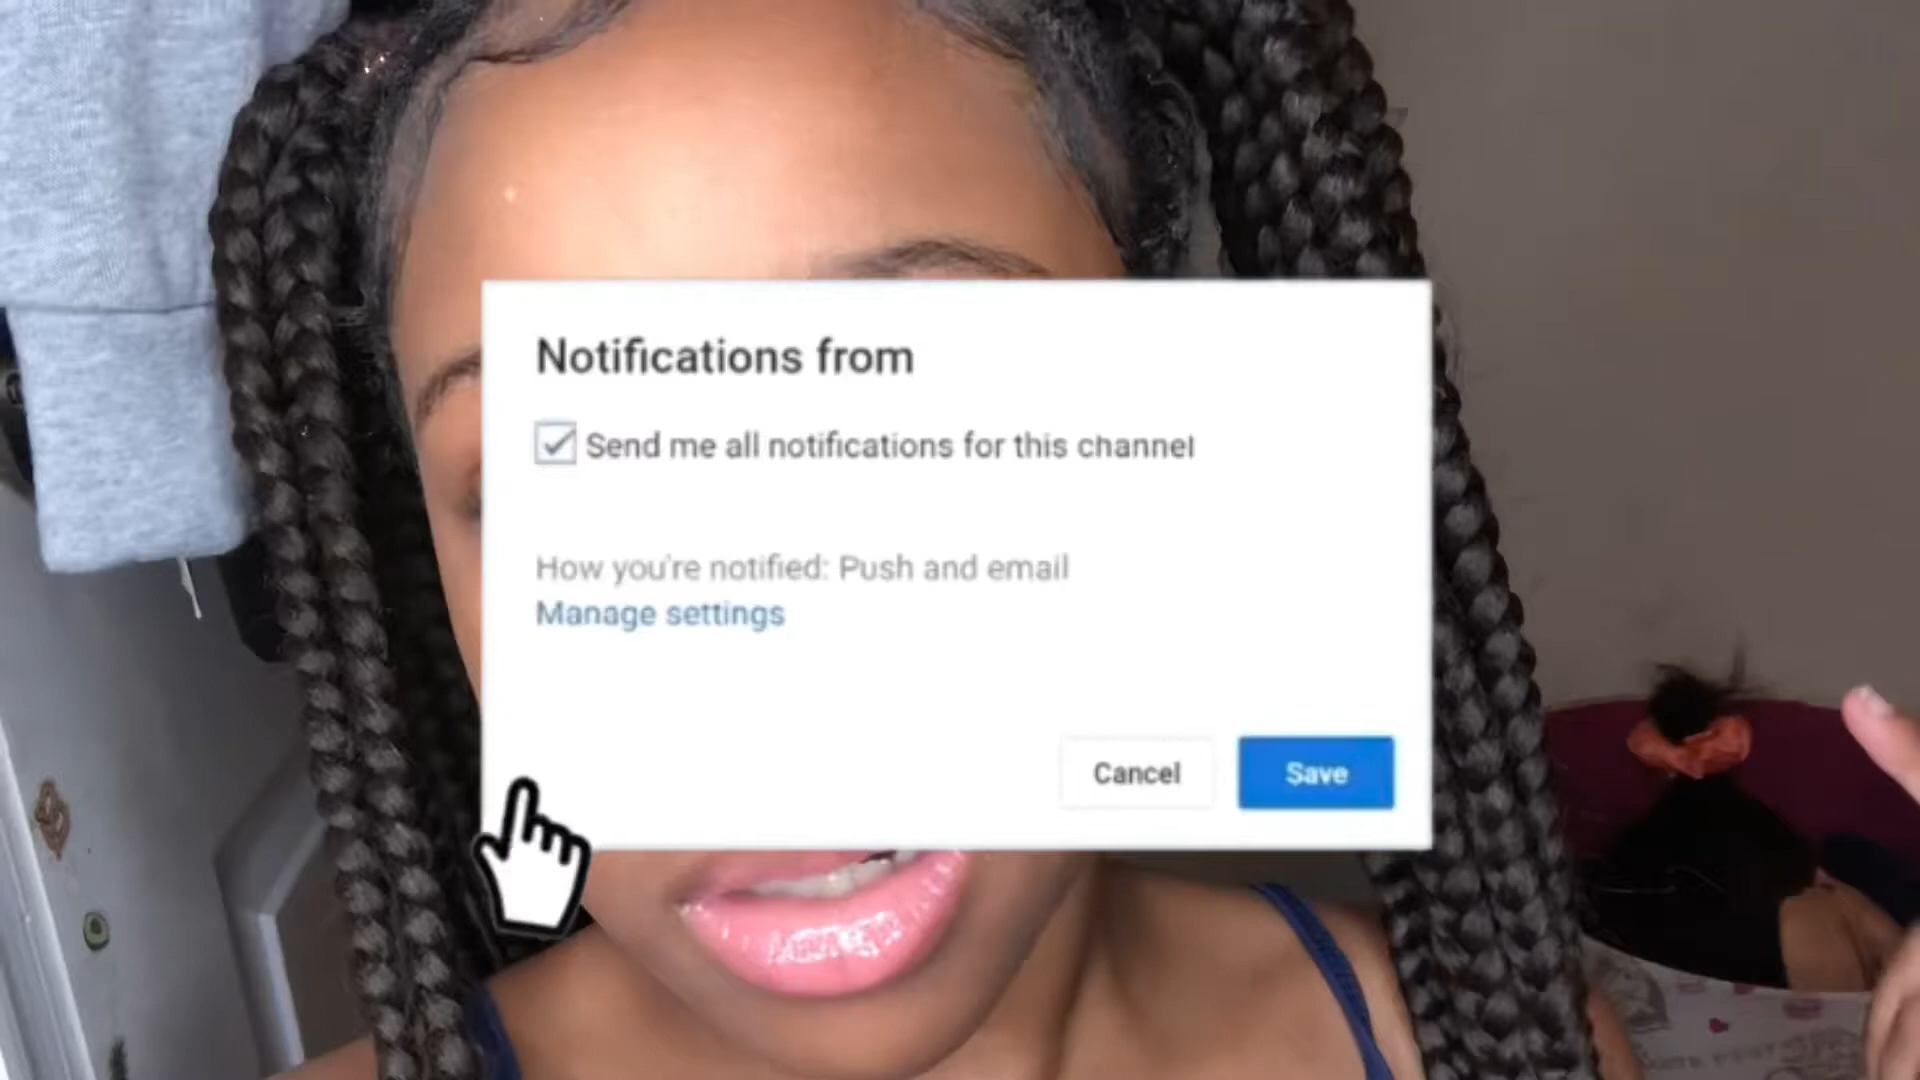 Notifications from
Send me all notifications for this channel
How you're notified: Push and email
Manage settings
Cancel
Save